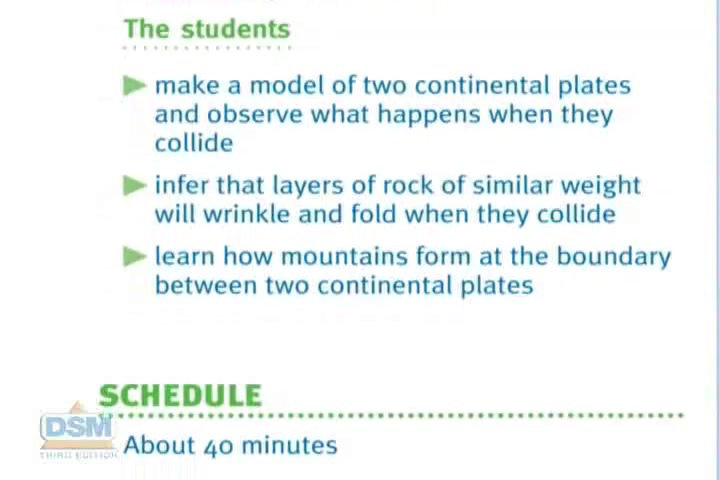 The students
make a model of two continental plates
and observe what happens when they
collide
infer that layers of rock of similar weight
will wrinkle and fold when they collide
learn how mountains form at the boundary
between two continental plates
SCHEDULE
DSM
THIRD EDITION
About 40 minutes